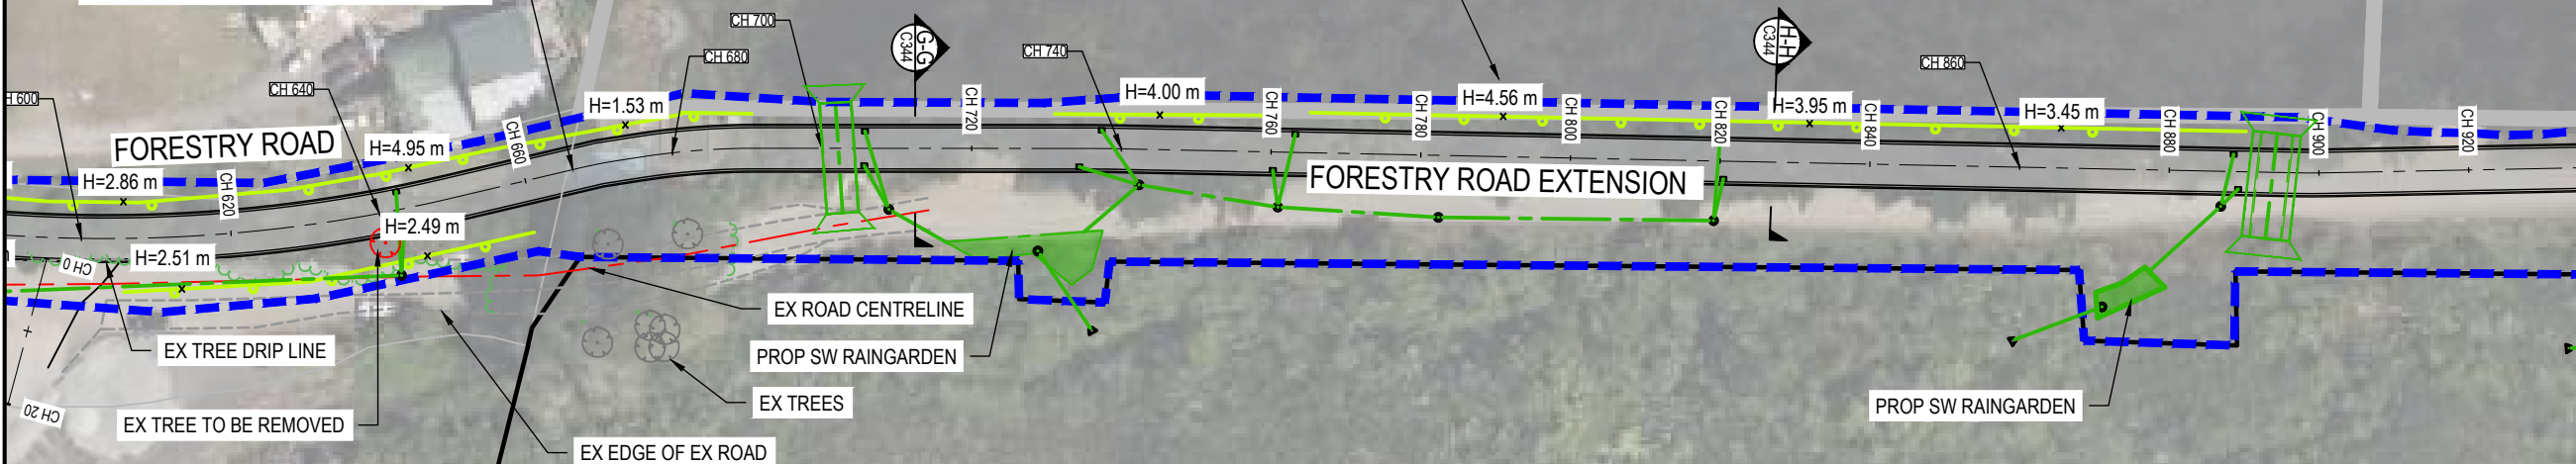 CH 700
G-G
C344
CH 740
H-H
C344
CH 680
CH 860
CH 640
H 600
H=1.53 m
CH 720
H=4.00 m
CH 760
CH 780
H=4.56 m
CH 800
CH 820
H=3.95 m
CH 840
H=3.45 m
CH 880
CH 900
CH 920
FORESTRY ROAD
H=4.95 m
CH 660
H=2.86 m
CH 620
FORESTRY ROAD EXTENSION
H=2.49 m
H=2.51 m
CH 0
EX ROAD CENTRELINE
EX TREE DRIP LINE
PROP SW RAINGARDEN
EX TREES
CH 20
PROP SW RAINGARDEN
EX TREE TO BE REMOVED
EX EDGE OF EX ROAD